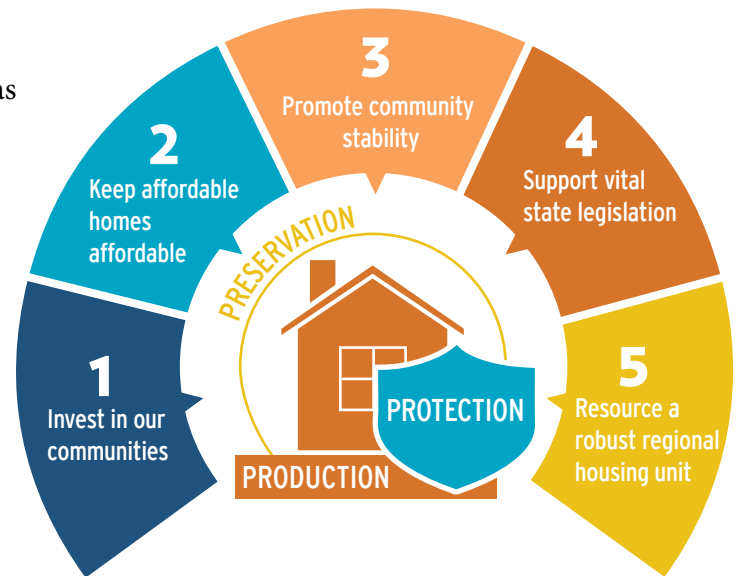 as
1
Invest in our
communities
2
Keep affordable
homes
affordable
3
Promote community
stability
4
Support vital
state legislation
5
Resource a
robust regional
housing unit
PRESERVATION
PROTECTION
PRODUCTION